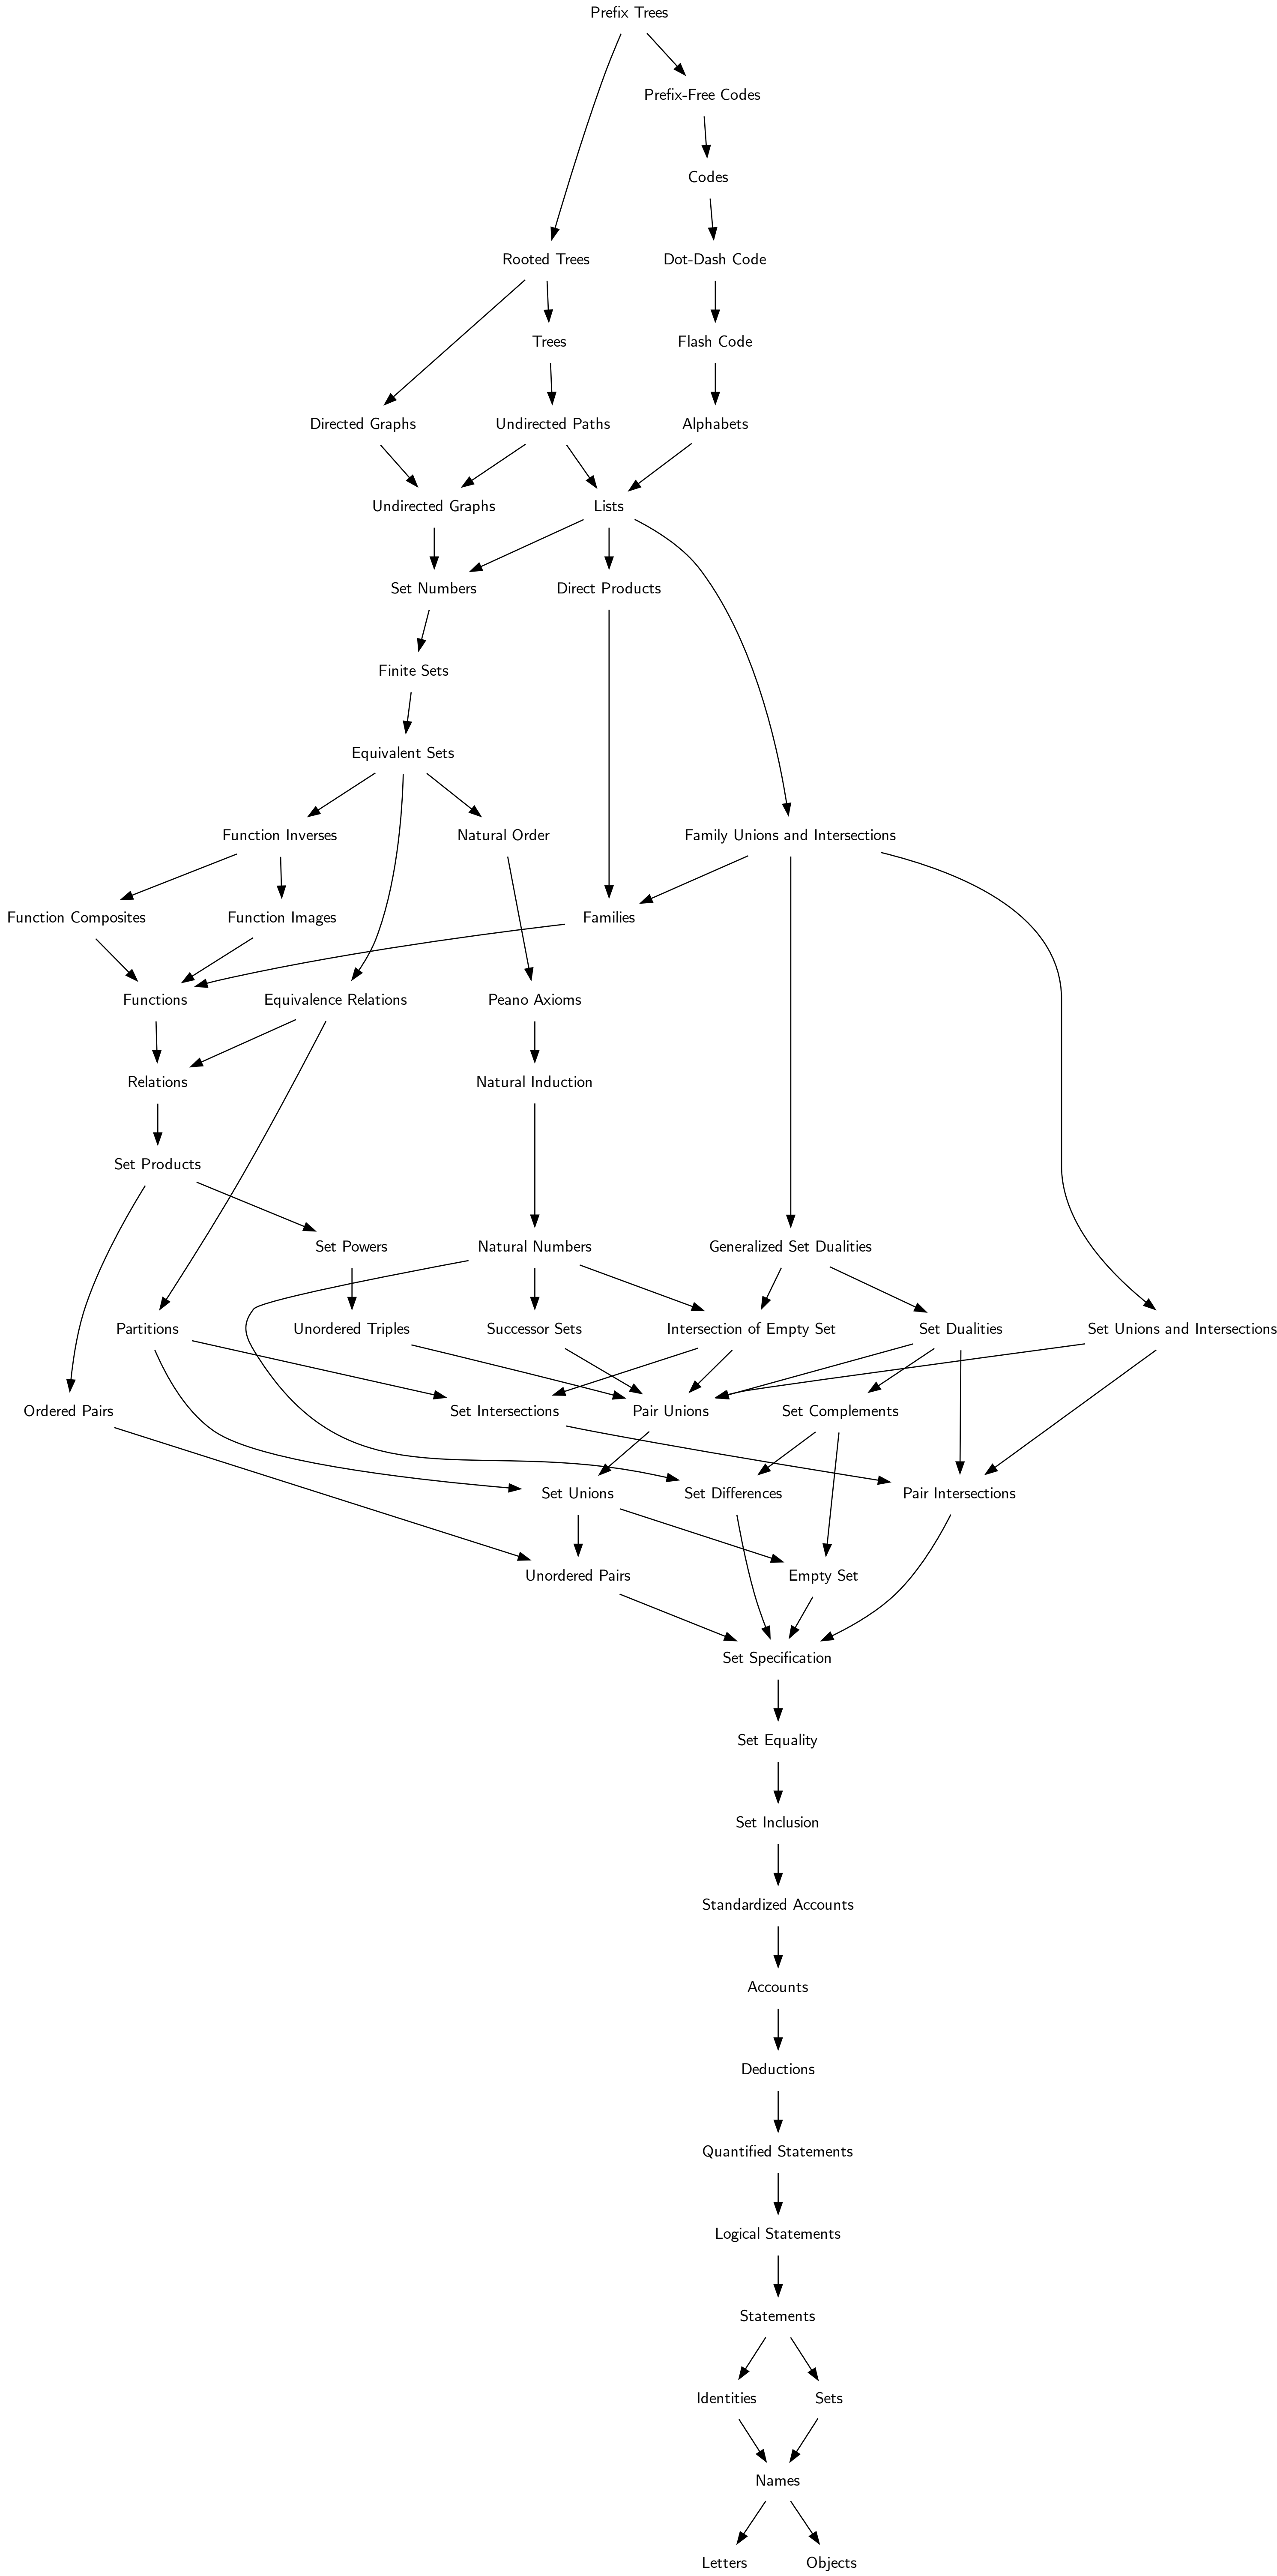 Prefix Trees
Prefix-Free Codes
Codes
Rooted Trees
Dot-Dash Code
Trees
Flash Code
Directed Graphs
Undirected Paths
Alphabets
Undirected Graphs
Lists
Set Numbers
Direct Products
Finite Sets
Equivalent Sets
Function Inverses
Natural Order
Family Unions and Intersections
Function Composites
Function Images
Families
Functions
Equivalence Relations
Peano Axioms
Relations
Natural Induction
Set Products
Set Powers
Natural Numbers
Generalized Set Dualities
Partitions
Unordered Triples
Successor Sets
Intersection of Empty Set
Set Dualities
Set Unions and Intersections
Ordered Pairs
Set Intersections
Pair Unions
Set Complements
Set Unions
Set Differences
Pair Intersections
Unordered Pairs
Empty Set
Set Specification
Set Equality
Set Inclusion
Standardized Accounts
Accounts
Deductions
Quantified Statements
Logical Statements
Statements
Identities
Sets
Names
Letters
Objects